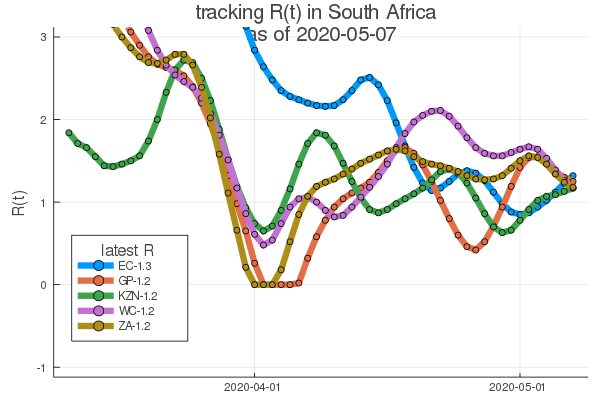 tracking R(t) in South Africa
as of 2020-05-07
R(t)
3
2
1
0
-1
latest R
EC-1.3
GP-1.2
KZN-1.2
WC-1.2
ZA-1.2
2020-04-01
2020-05-01